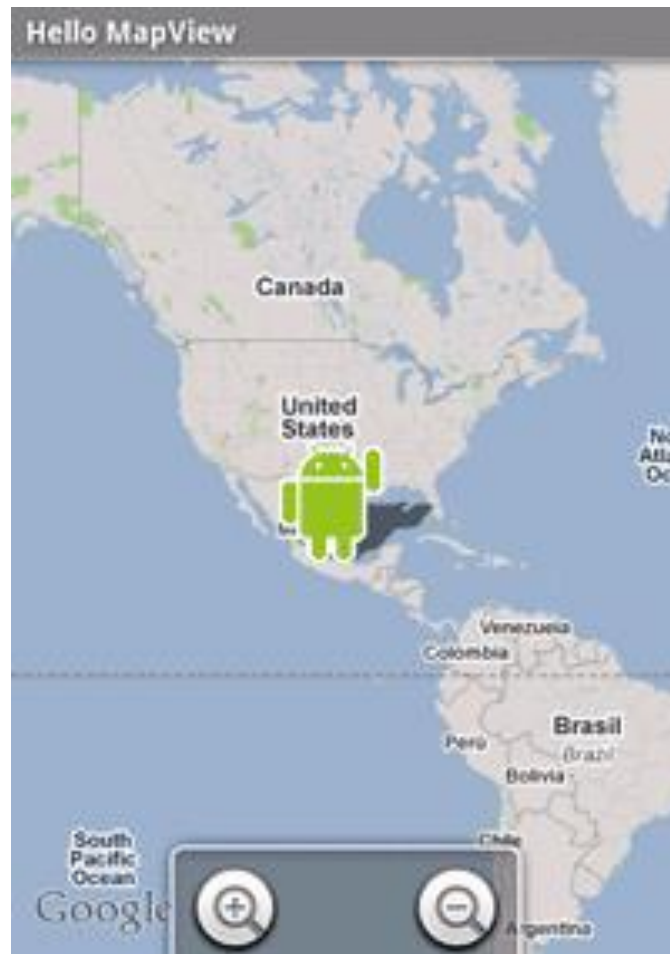 Hello MapView
Canada
United
States
Venezuela
Colombia
Brasil
Brazil
Perú
Bolivia
South
Pacific
Ocean
Chile
Google
Argentina